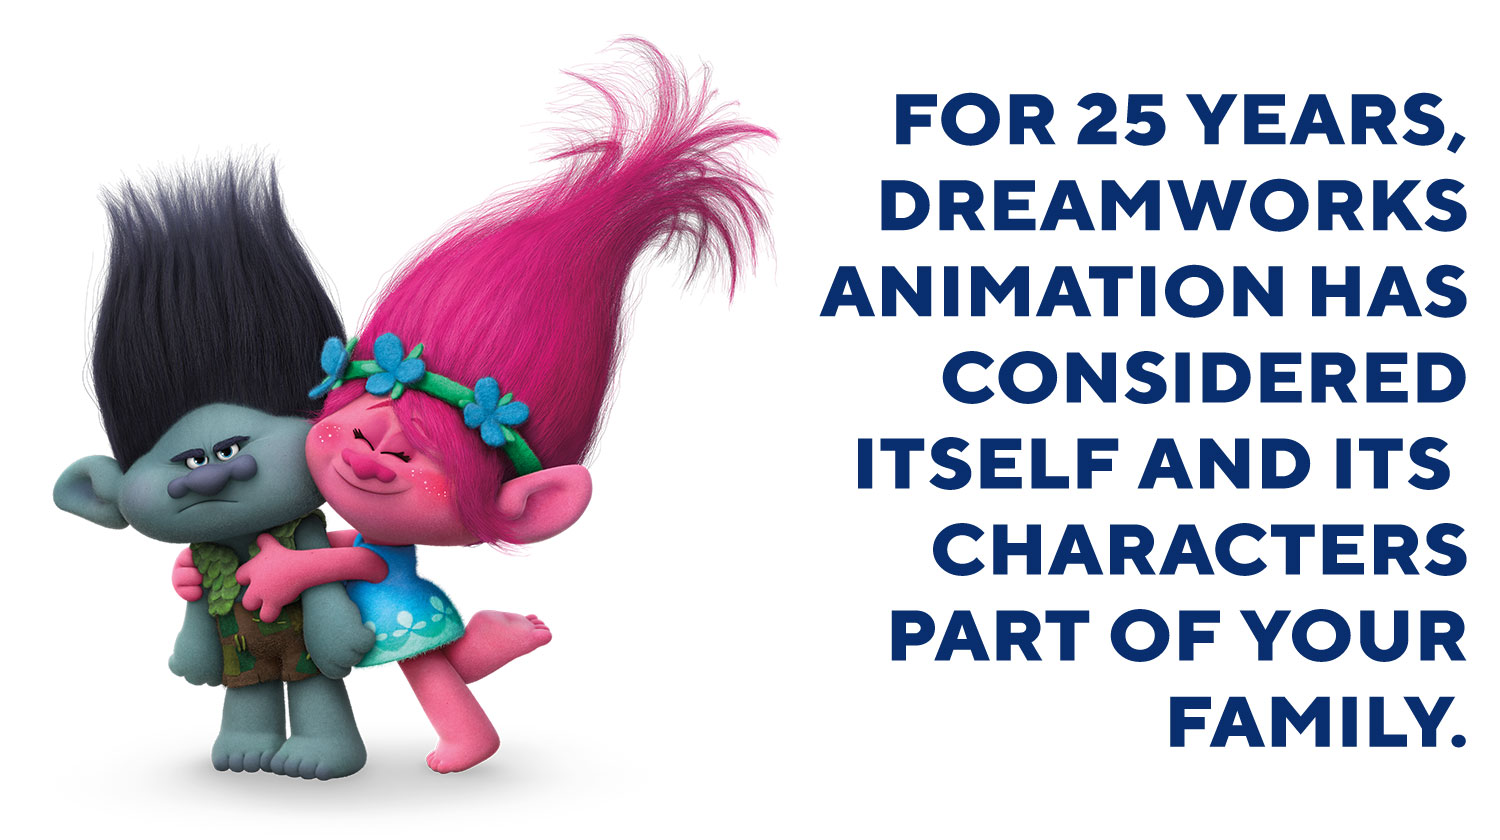 FOR 25 YEARS,
DREAMWORKS
ANIMATION HAS
CONSIDERED
ITSELF AND ITS
CHARACTERS
PART OF YOUR
FAMILY.